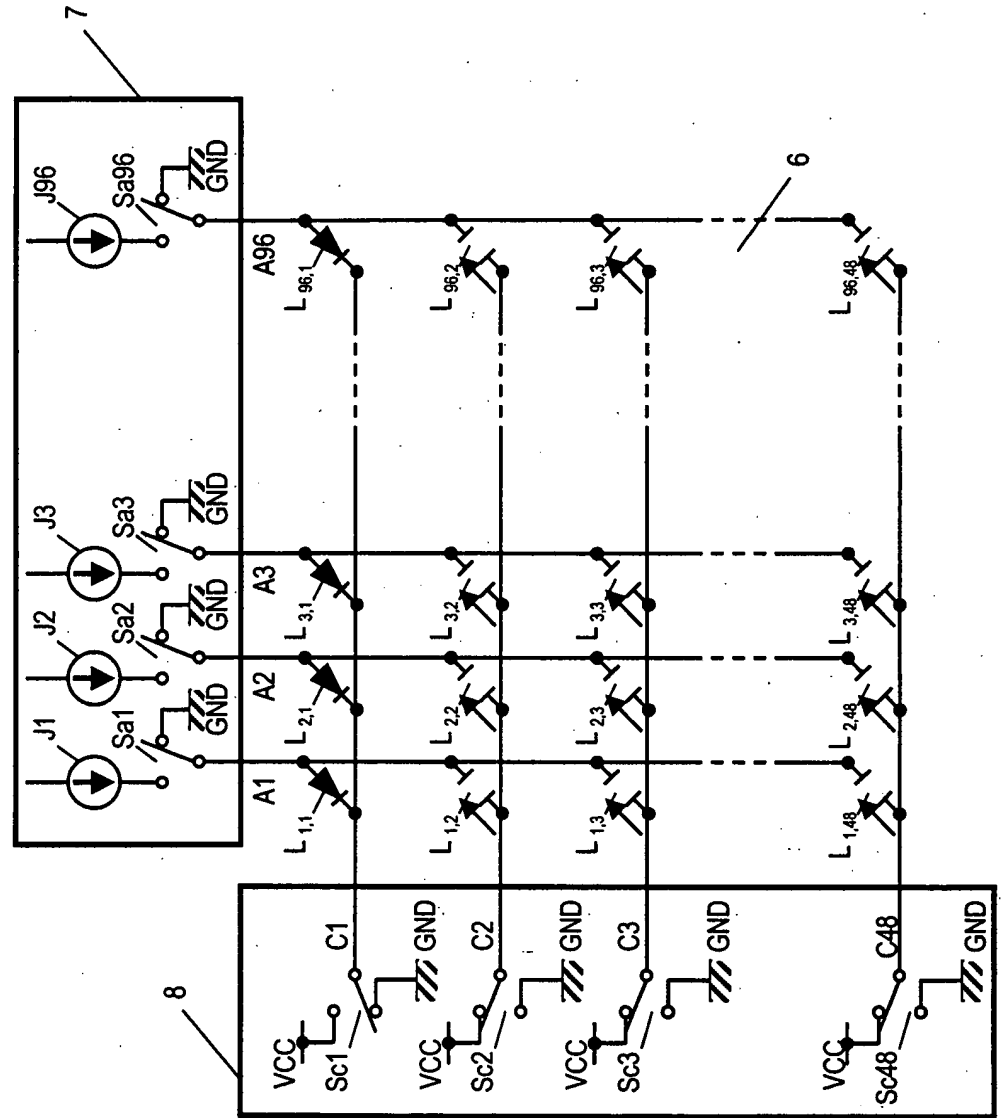 7
J1
J2
J3
J96
Sa1
Sa2
Sa3
Sa96
GND
GND
GND
GND
A1
A2
A3
A96
8
VCC
Sc1
C1
GND
L1,1
L2,1
L3,1
L96,1
6
VCC
Sc2
C2
GND
L1,2
L2,2
L3,2
L96,2
VCC
Sc3
C3
GND
L1,3
L2,3
L3,3
L96,3
VCC
Sc48
C48
GND
L1,48
L2,48
L3,48
L96,48